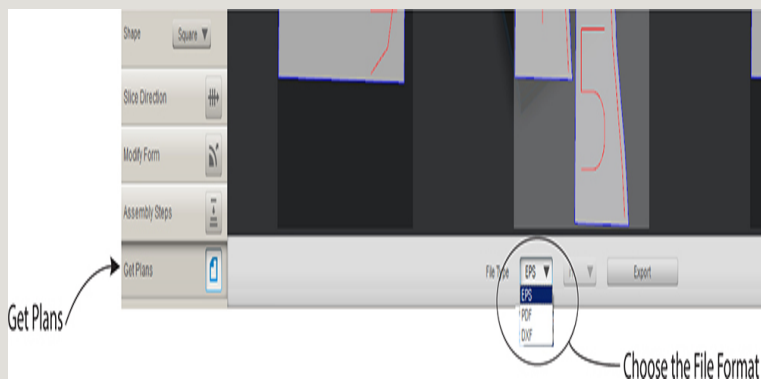 Shape
Square
Slice Direction
Modify Form
Assembly Steps
Get Plans
5
File Type
EPS
Export
EPS
PDF
DXF
Get Plans
Choose the File Format